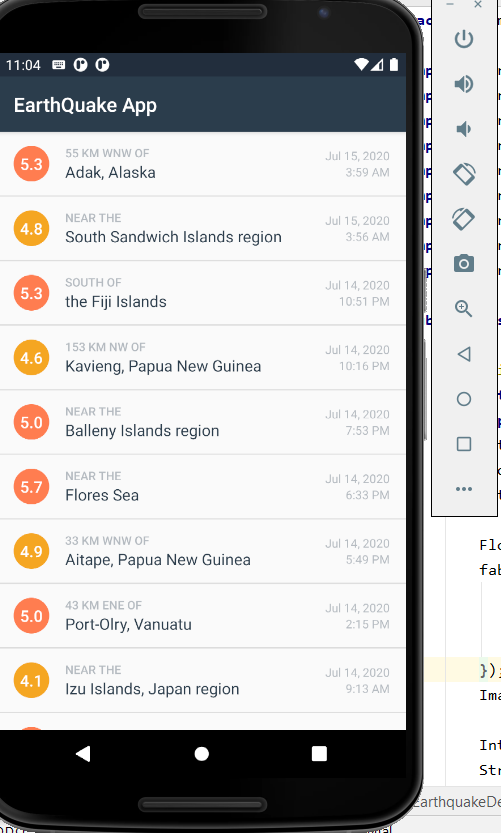 11:04
EarthQuake App
5.3
55 KM WNW OF
Adak, Alaska
Jul 15, 2020
3:59 AM
4.8
NEAR THE
South Sandwich Islands region
Jul 15, 2020
3:56 AM
5.3
SOUTH OF
the Fiji Islands
Jul 14, 2020
10:51 PM
4.6
153 KM NW OF
Kavieng, Papua New Guinea
Jul 14, 2020
10:16 PM
5.0
NEAR THE
Balleny Islands region
Jul 14, 2020
7:53 PM
5.7
NEAR THE
Flores Sea
Jul 14, 2020
6:33 PM
4.9
33 KM WNW OF
Aitape, Papua New Guinea
Jul 14, 2020
5:49 PM
5.0
43 KM ENE OF
Port-Olry, Vanuatu
Jul 14, 2020
2:15 PM
4.1
NEAR THE
Izu Islands, Japan region
Jul 14, 2020
9:13 AM
Flo
fab
});
Ima
Int
Str
EarthquakeDe